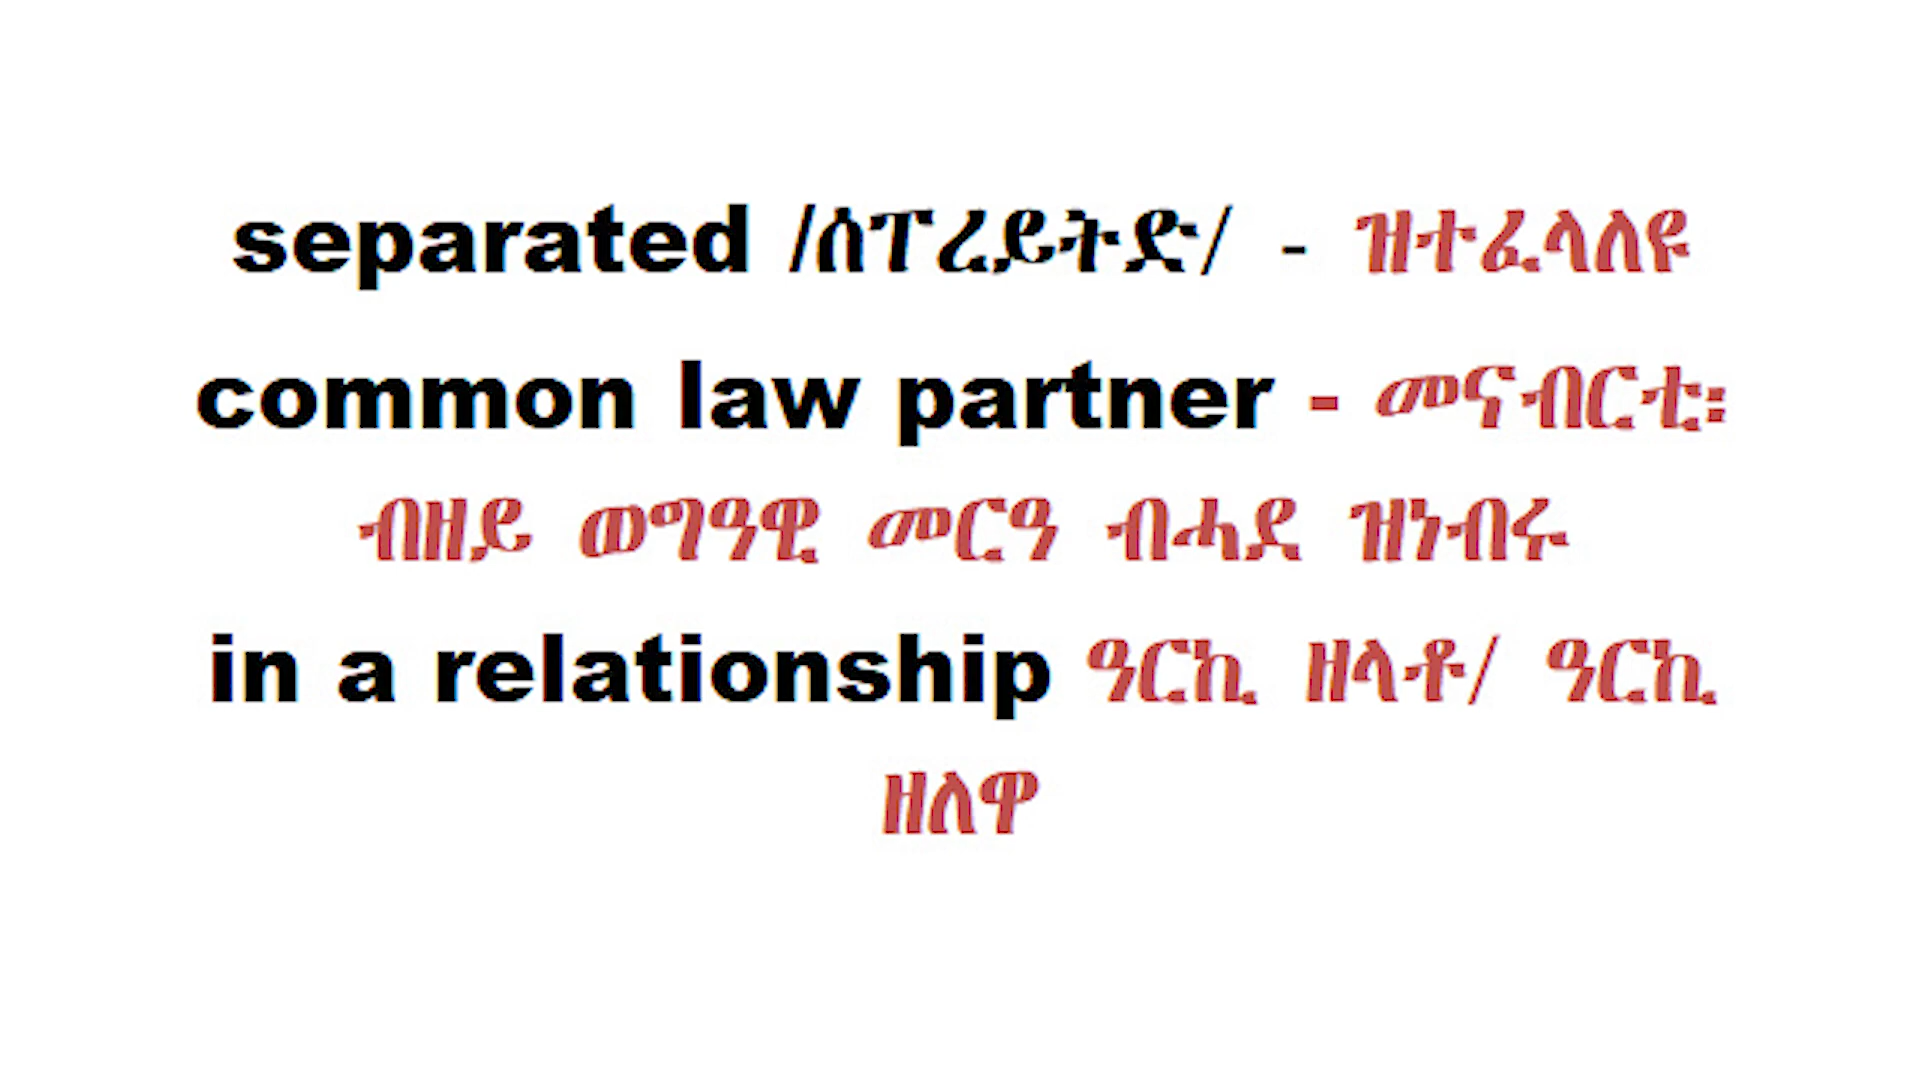 separated /ሰፐረይትድ/ - ዝተፈላለዩ
common law partner - መናብርቲ፡
ብዘይ ወግዓዊ መርዓ ብሓደ ዝነብሩ
in a relationship ዓርኪ ዘላቶ/ ዓርኪ
ዘለዋ